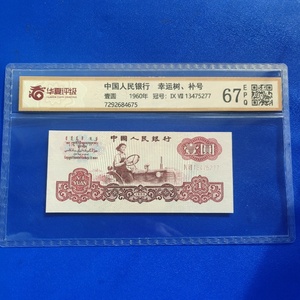 华夏评级
中国人民银行 幸运树、补号
壹圆 1960年 冠号: IX VIII 13475277
7292684675
67 EPQ
中国人民银行
壹圆